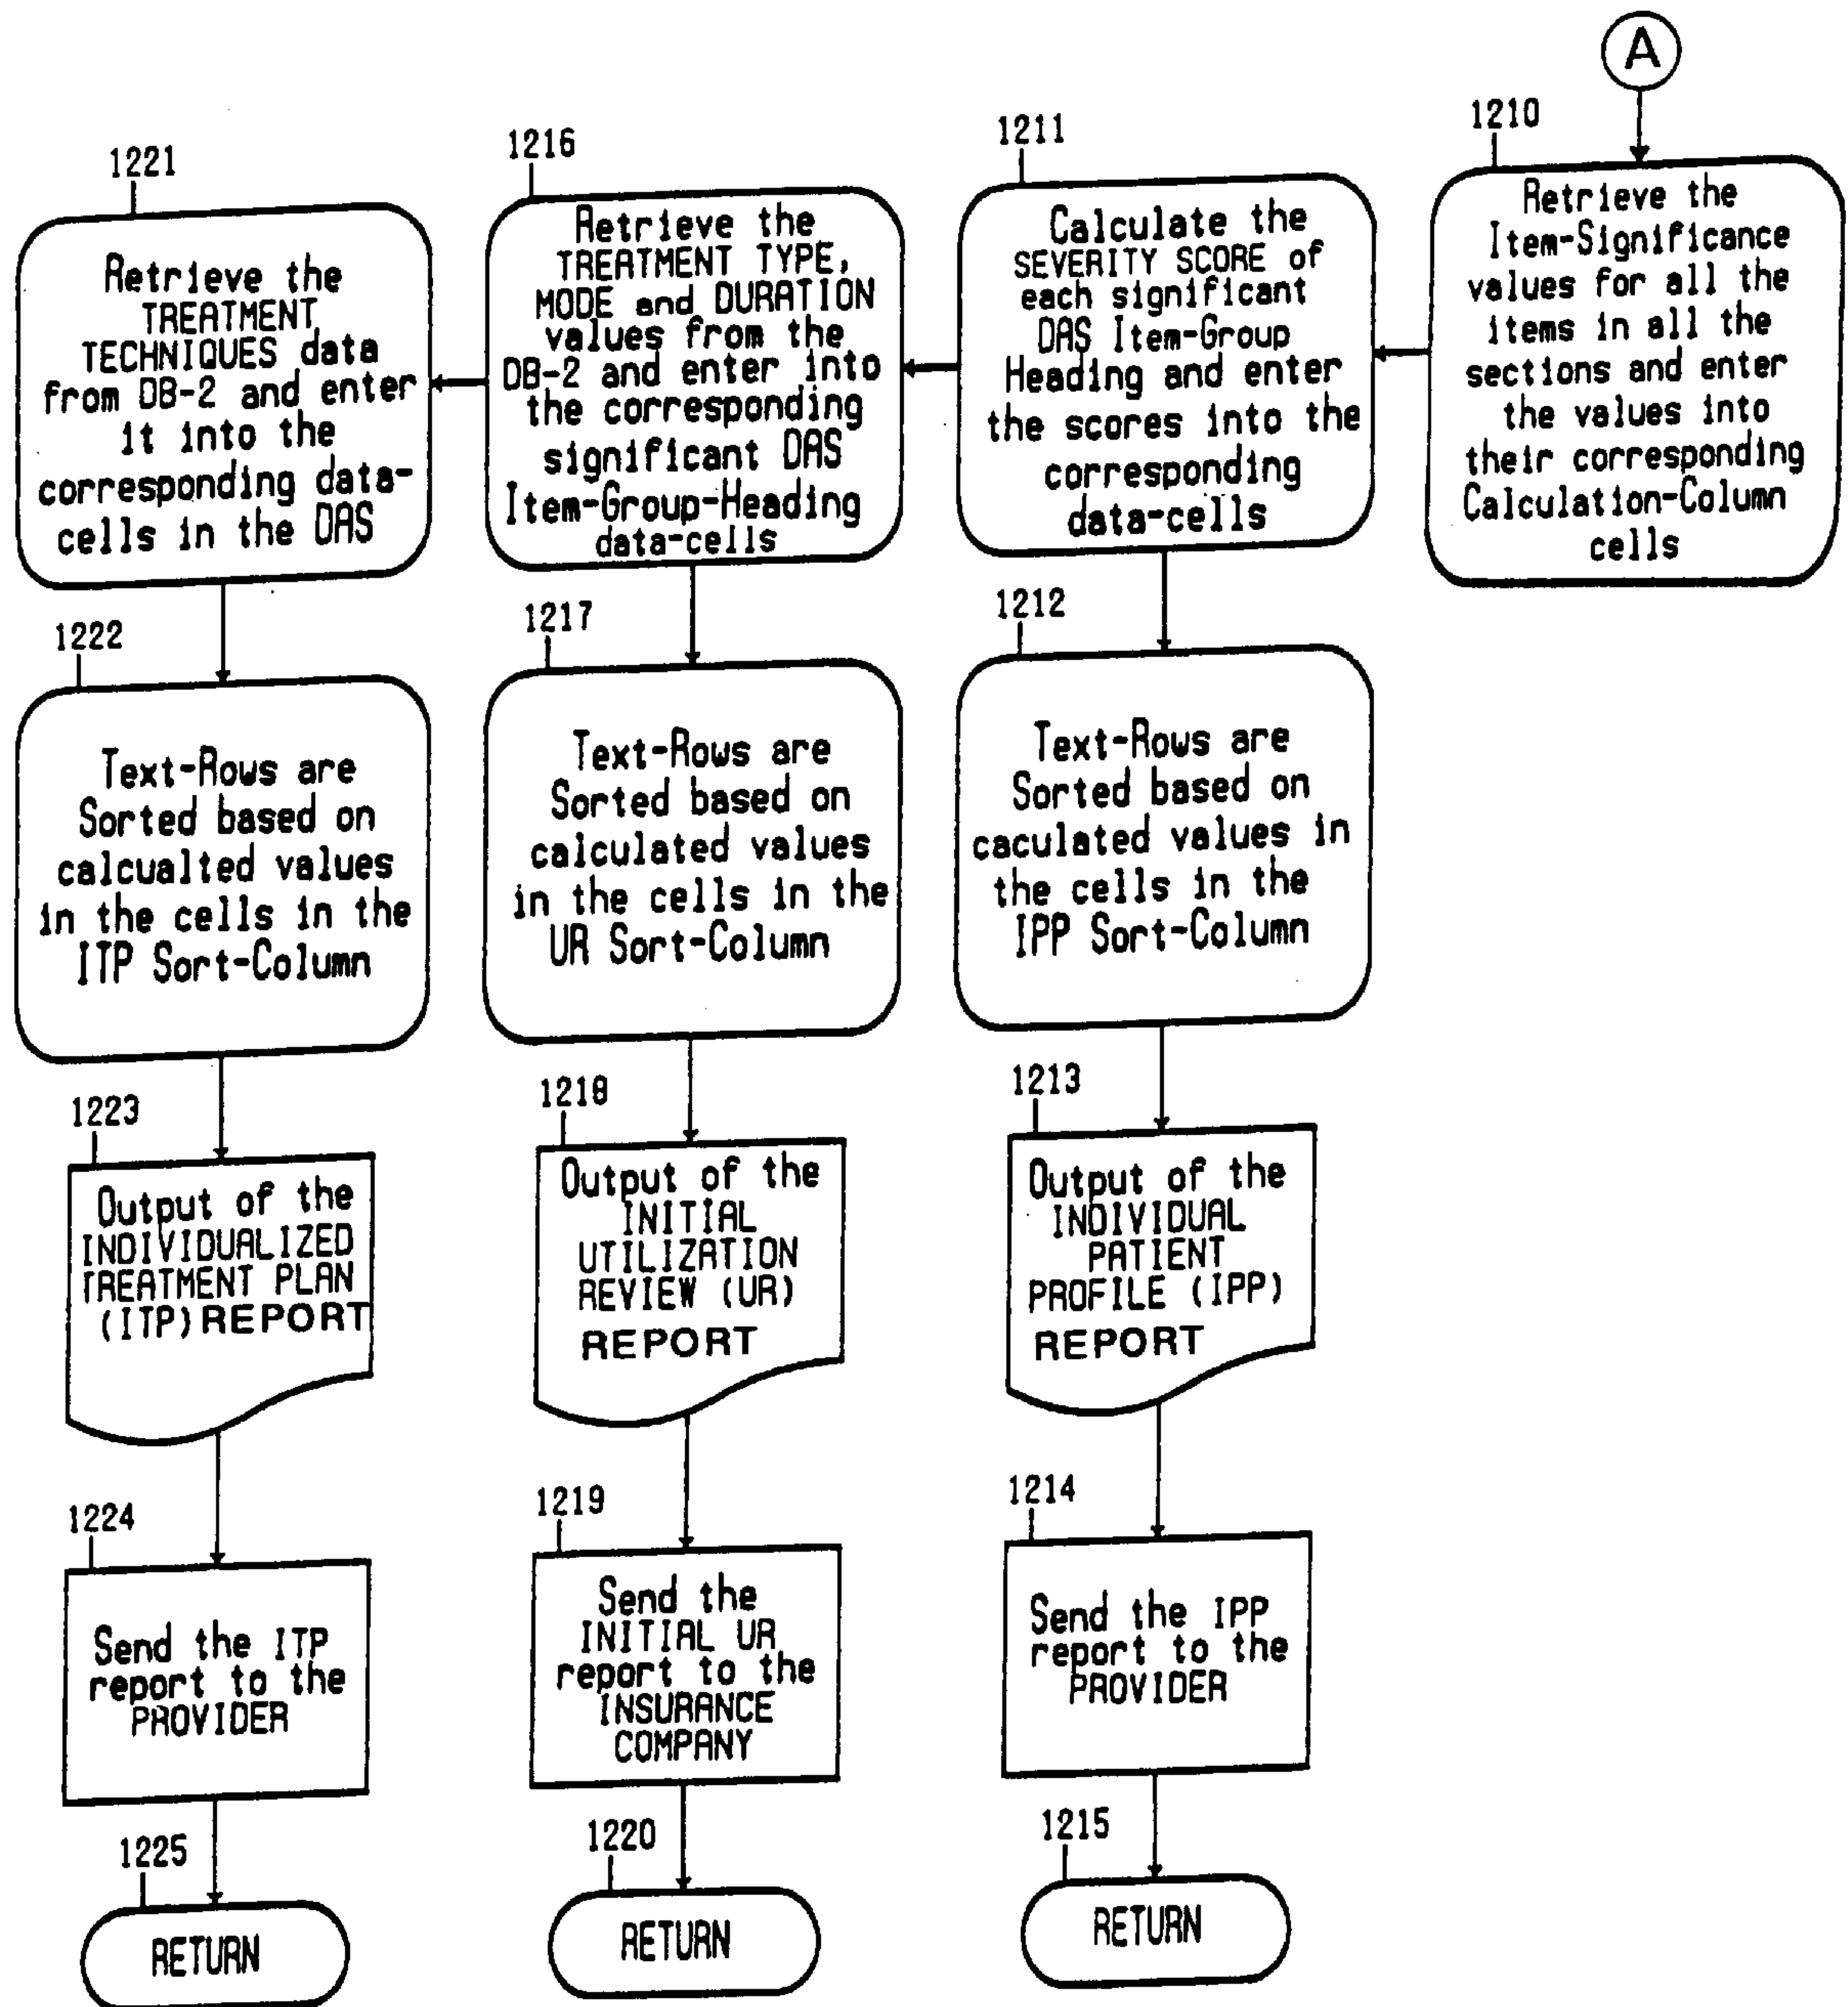 A
1210
Retrieve the
Item-Significance
values for all the
items in all the
sections and enter
the values into
their corresponding
Calculation-Column
cells
1211
Calculate the
SEVERITY SCORE of
each significant
DAS Item-Group
Heading and enter
the scores into the
corresponding
data-cells
1212
Text-Rows are
Sorted based on
caculated values in
the cells in the
IPP Sort-Column
1213
Output of the
INDIVIDUAL
PATIENT
PROFILE (IPP)
REPORT
1214
Send the IPP
report to the
PROVIDER
1215
RETURN
1216
Retrieve the
TREATMENT TYPE,
MODE and DURATION
values from the
DB-2 and enter into
the corresponding
significant DAS
Item-Group-Heading
data-cells
1217
Text-Rows are
Sorted based on
calculated values
in the cells in the
UR Sort-Column
1218
Output of the
INITIAL
UTILIZATION
REVIEW (UR)
REPORT
1219
Send the
INITIAL UR
report to the
INSURANCE
COMPANY
1220
RETURN
1221
Retrieve the
TREATMENT
TECHNIQUES data
from DB-2 and enter
it into the
corresponding data-
cells in the DAS
1222
Text-Rows are
Sorted based on
calcualted values
in the cells in the
ITP Sort-Column
1223
Output of the
INDIVIDUALIZED
TREATMENT PLAN
(ITP) REPORT
1224
Send the ITP
report to the
PROVIDER
1225
RETURN